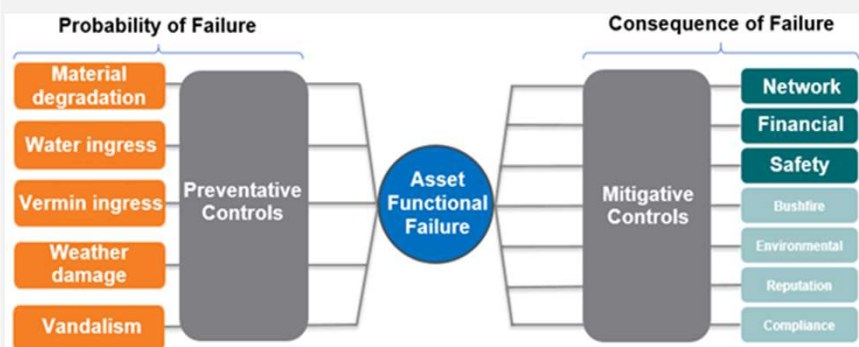 Probability of Failure
Consequence of Failure
Material
degradation
Water ingress
Vermin ingress
Weather
damage
Vandalism
Preventative
Controls
Asset
Functional
Failure
Mitigative
Controls
Network
Financial
Safety
Bushfire
Environmental
Reputation
Compliance